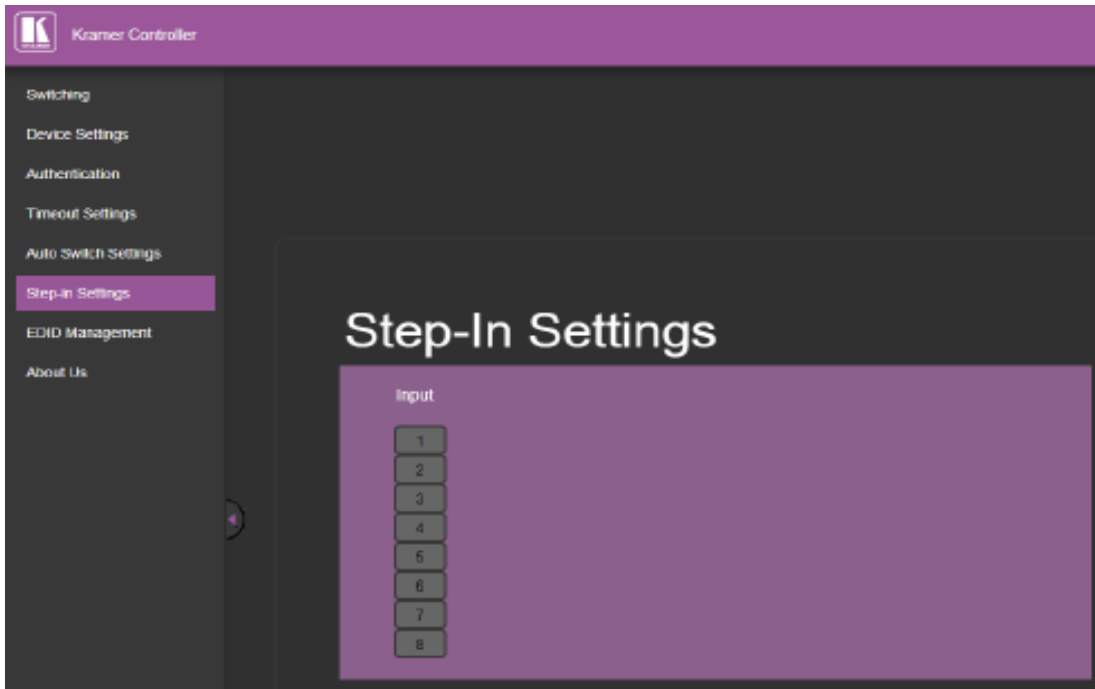 Kramer Controller
Switching
Device Settings
Authentication
Timeout Settings
Auto Switch Settings
Step-in Settings
EDID Management
About Us
Step-In Settings
Input
1
2
3
4
5
6
7
8